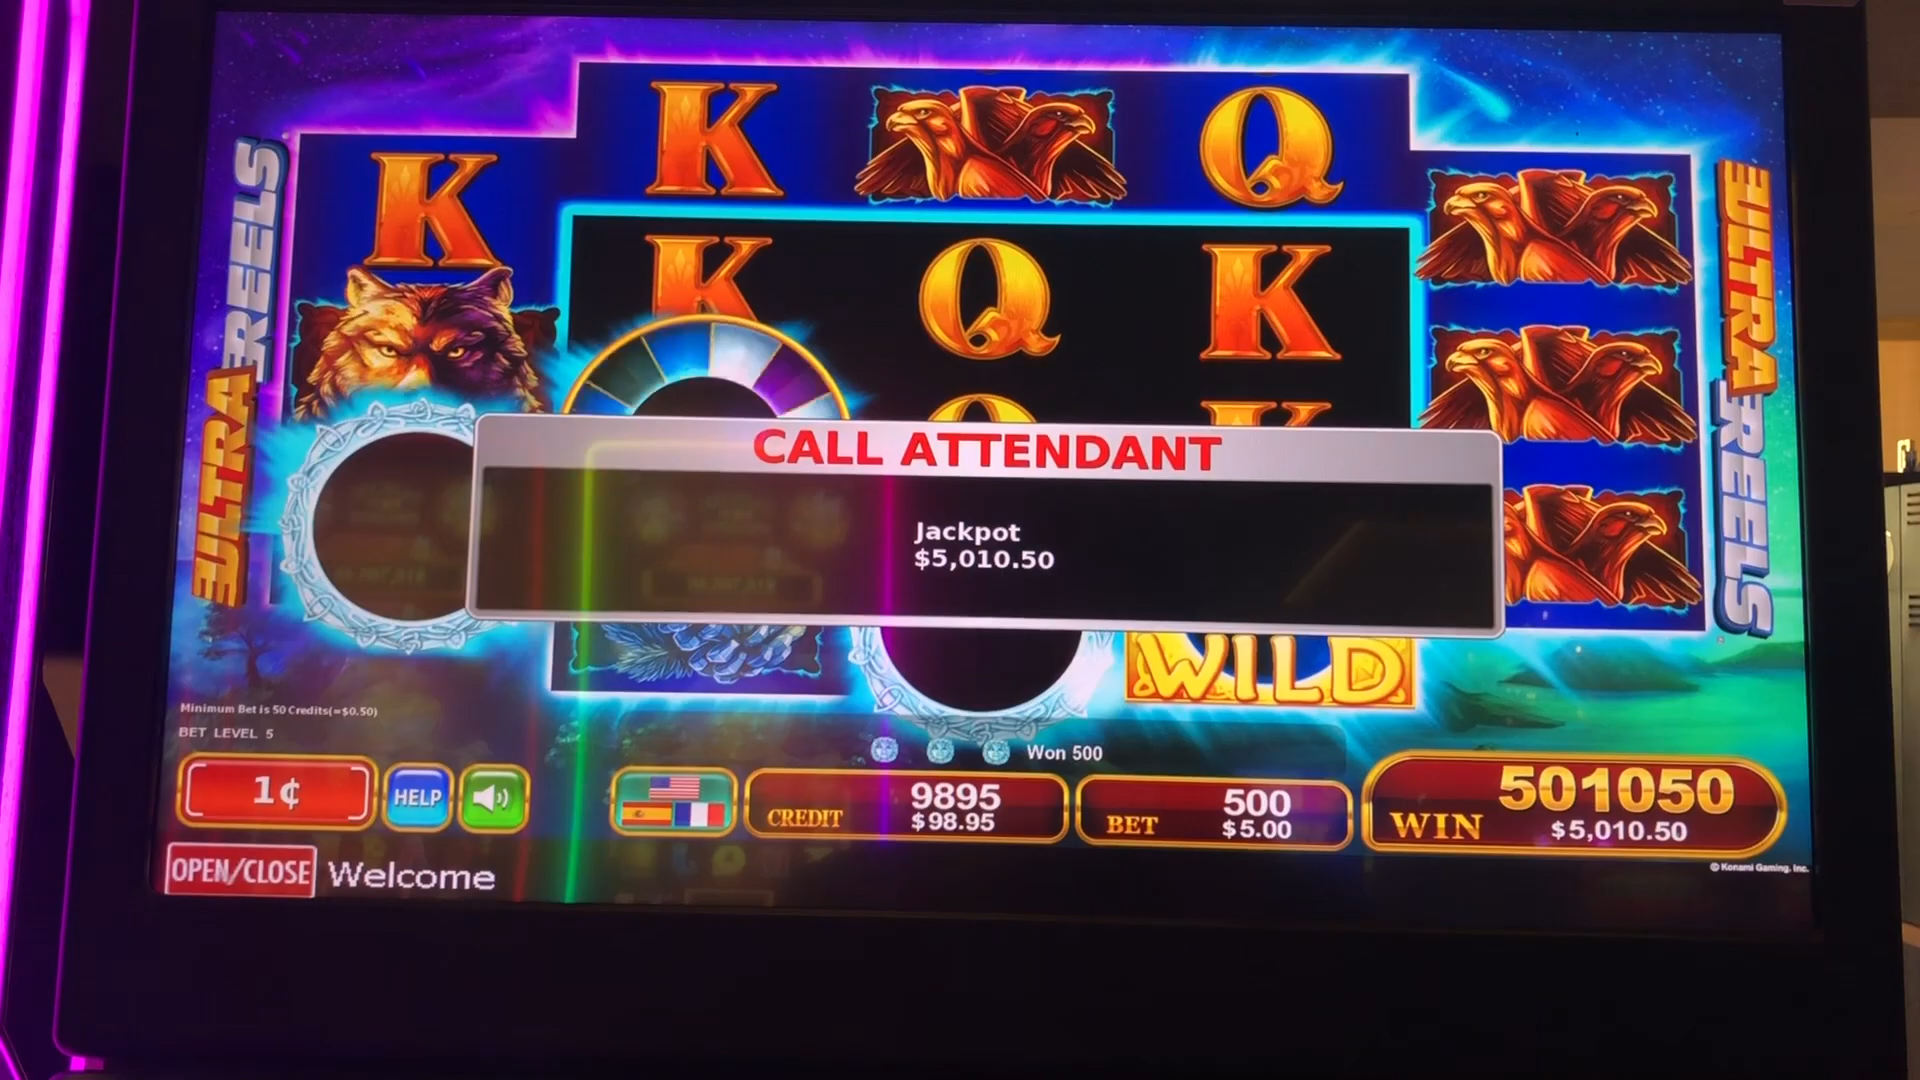 K
Q
K
K
Q
K
ULTRA REELS
ULTRA REELS
CALL ATTENDANT
Jackpot
$5,010.50
WILD
Minimum Bet is 50 Credits(=$0.50)
BET LEVEL 5
Won 500
1¢
HELP
CREDIT
9895
$98.95
BET
500
$5.00
WIN
501050
$5,010.50
© Konami Gaming, Inc.
OPEN/CLOSE
Welcome